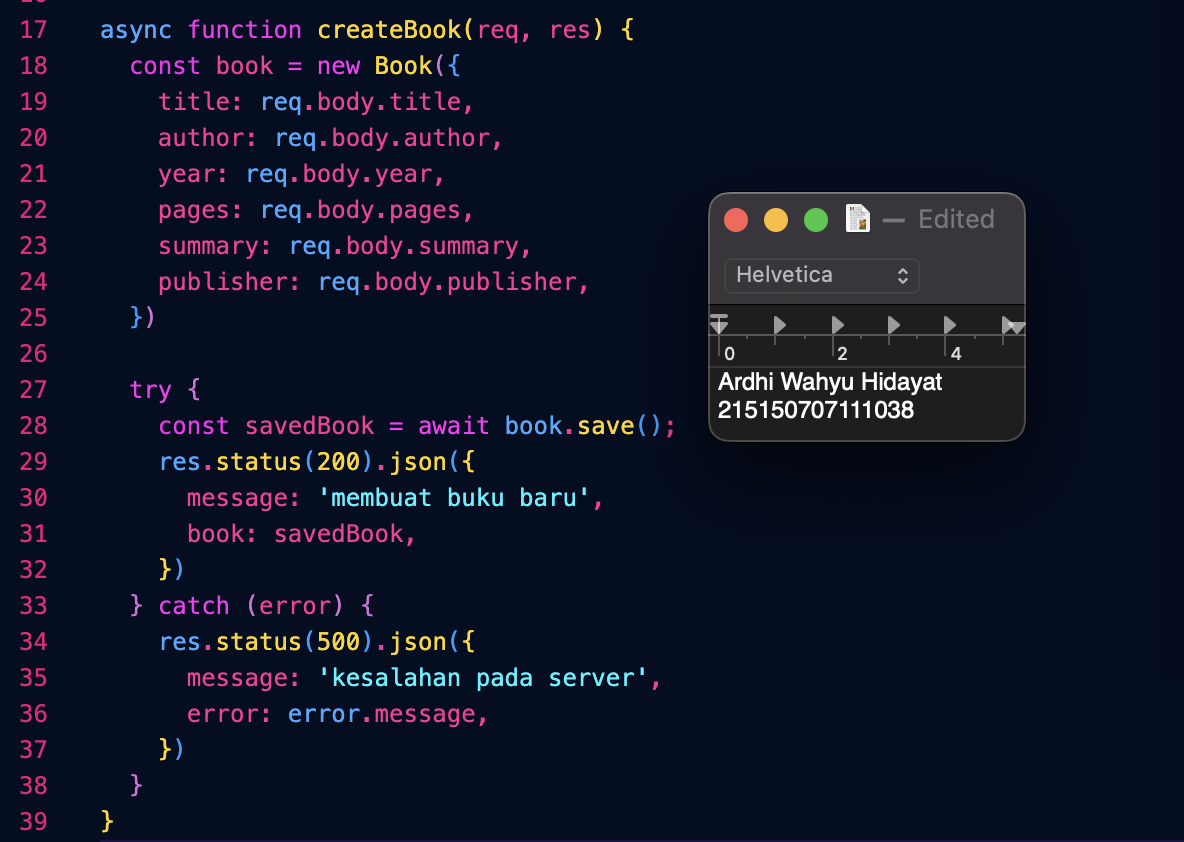 17 async function createBook(req, res) {
18 const book = new Book({
19 title: req.body.title,
20 author: req.body.author,
21 year: req.body.year,
22 pages: req.body.pages,
23 summary: req.body.summary,
24 publisher: req.body.publisher,
25 })
26
27 try {
28 const savedBook = await book.save();
29 res.status(200).json({
30 message: 'membuat buku baru',
31 book: savedBook,
32 })
33 } catch (error) {
34 res.status(500).json({
35 message: 'kesalahan pada server',
36 error: error.message,
37 })
38 }
39 }
— Edited
Helvetica
0 2 4
Ardhi Wahyu Hidayat
215150707111038